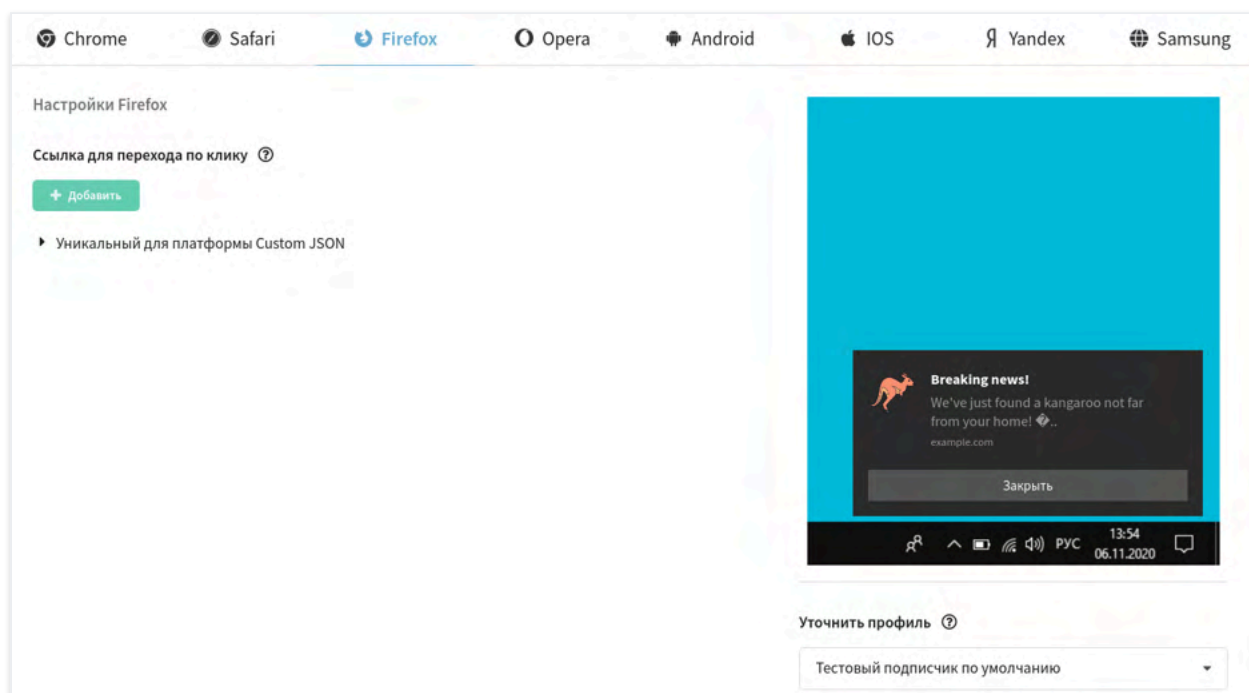 Chrome
Safari
Firefox
Opera
Android
IOS
Yandex
Samsung
Настройки Firefox
Ссылка для перехода по клику
+ Добавить
Уникальный для платформы Custom JSON
Breaking news!
We've just found a kangaroo not far
from your home! �..
example.com
Закрыть
РУС
13:54
06.11.2020
Уточнить профиль
Тестовый подписчик по умолчанию